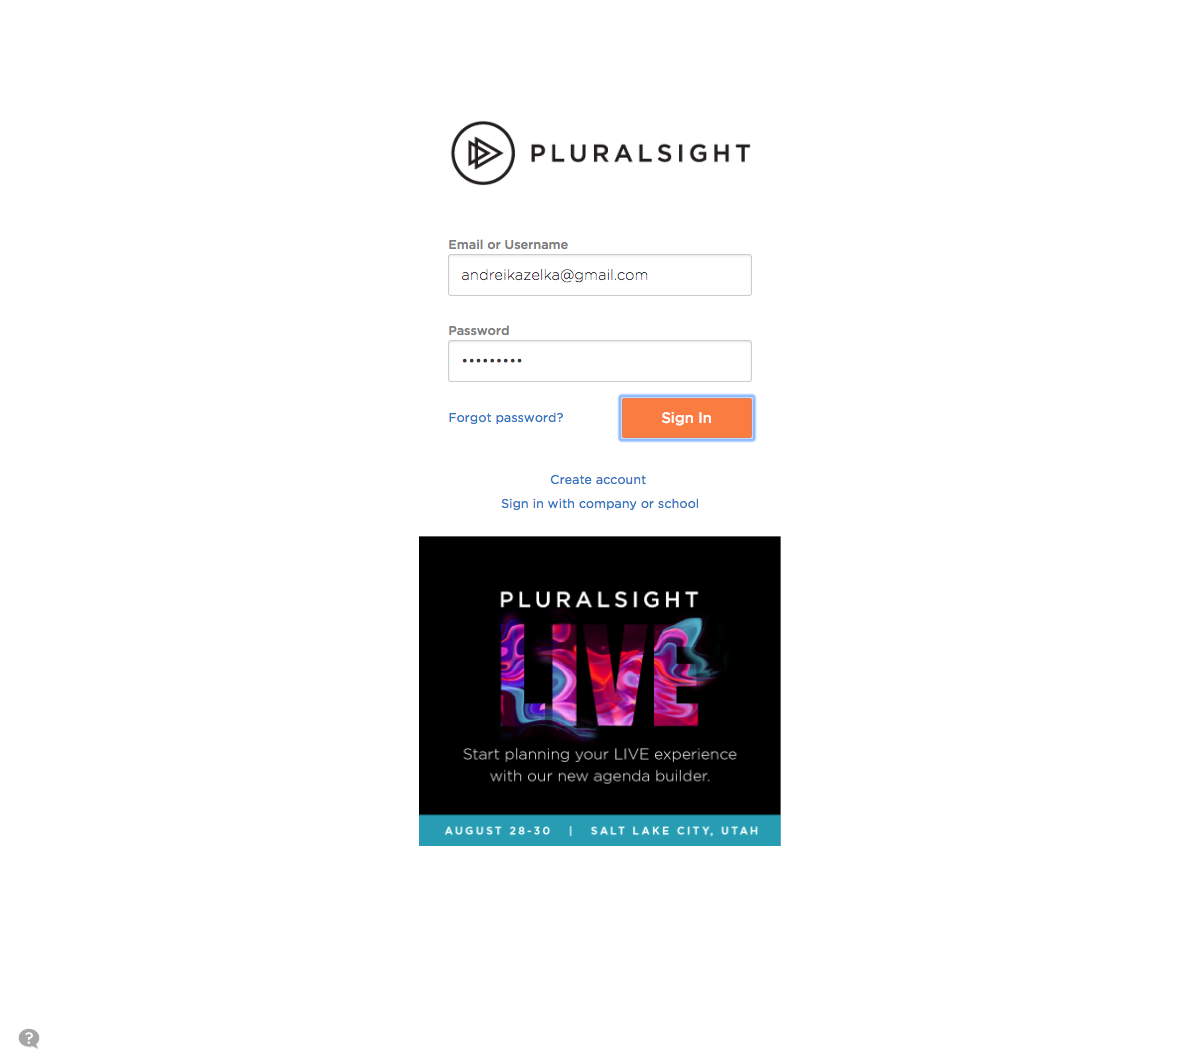 PLURALSIGHT
Email or Username
andreikazelka@gmail.com
Password
•••••••••
Forgot password?
Sign In
Create account
Sign in with company or school
PLURALSIGHT
LIVE
Start planning your LIVE experience
with our new agenda builder.
AUGUST 28-30 | SALT LAKE CITY, UTAH
?